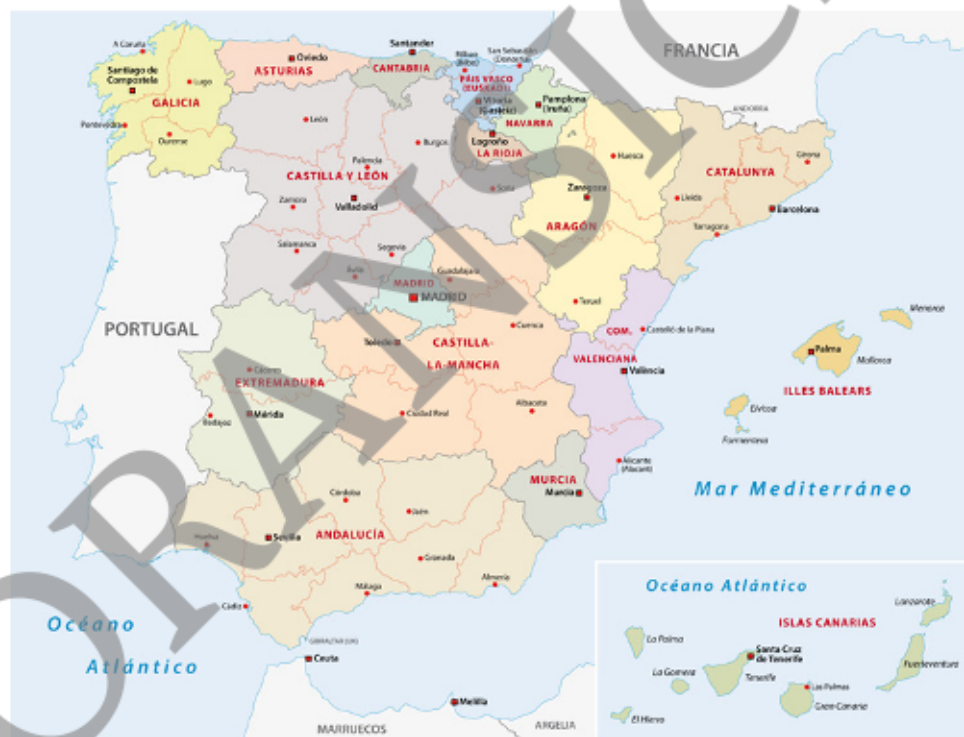 FRANCIA
A Coruña
Santiago de
Compostela
Lugo
GALICIA
Pontevedra
Ourense
Oviedo
ASTURIAS
Santander
CANTABRIA
Bilbao
(Bilbo)
San Sebastián
(Donostia)
PAÍS VASCO
(EUSKADI)
Vitoria
(Gasteiz)
Pamplona
(Iruña)
NAVARRA
Logroño
LA RIOJA
ANDORRA
León
Burgos
Palencia
CASTILLA Y LEÓN
Zamora
Valladolid
Soria
Salamanca
Segovia
Ávila
Huesca
Zaragoza
ARAGÓN
Teruel
CATALUNYA
Girona
Lleida
Barcelona
Tarragona
MADRID
MADRID
Guadalajara
Cuenca
Toledo
CASTILLA-
LA-MANCHA
Ciudad Real
Albacete
PORTUGAL
Cáceres
EXTREMADURA
Mérida
Badajoz
COM.
VALENCIANA
Castelló de la Plana
València
Alicante
(Alacant)
Menorca
Palma
Mallorca
ILLES BALEARS
Eivissa
Formentera
Mar Mediterráneo
MURCIA
Murcia
Córdoba
Jaén
Huelva
Sevilla
ANDALUCÍA
Granada
Málaga
Almería
Cádiz
GIBRALTAR (UK)
Océano
Atlántico
Ceuta
Melilla
MARRUECOS
ARGELIA
Océano Atlántico
ISLAS CANARIAS
Lanzarote
La Palma
Santa Cruz
de Tenerife
Fuerteventura
La Gomera
Tenerife
Las Palmas
El Hierro
Gran Canaria